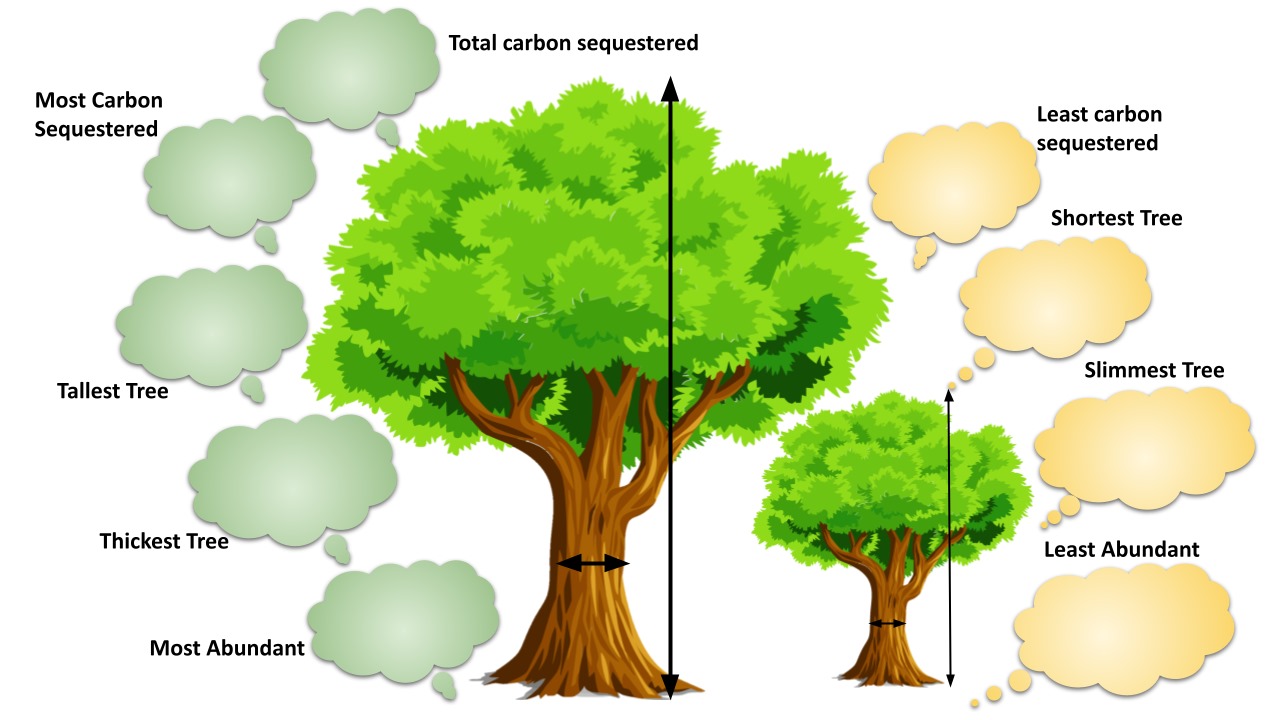 Total carbon sequestered
Most Carbon
Sequestered
Tallest Tree
Thickest Tree
Most Abundant
Least carbon
sequestered
Shortest Tree
Slimmest Tree
Least Abundant